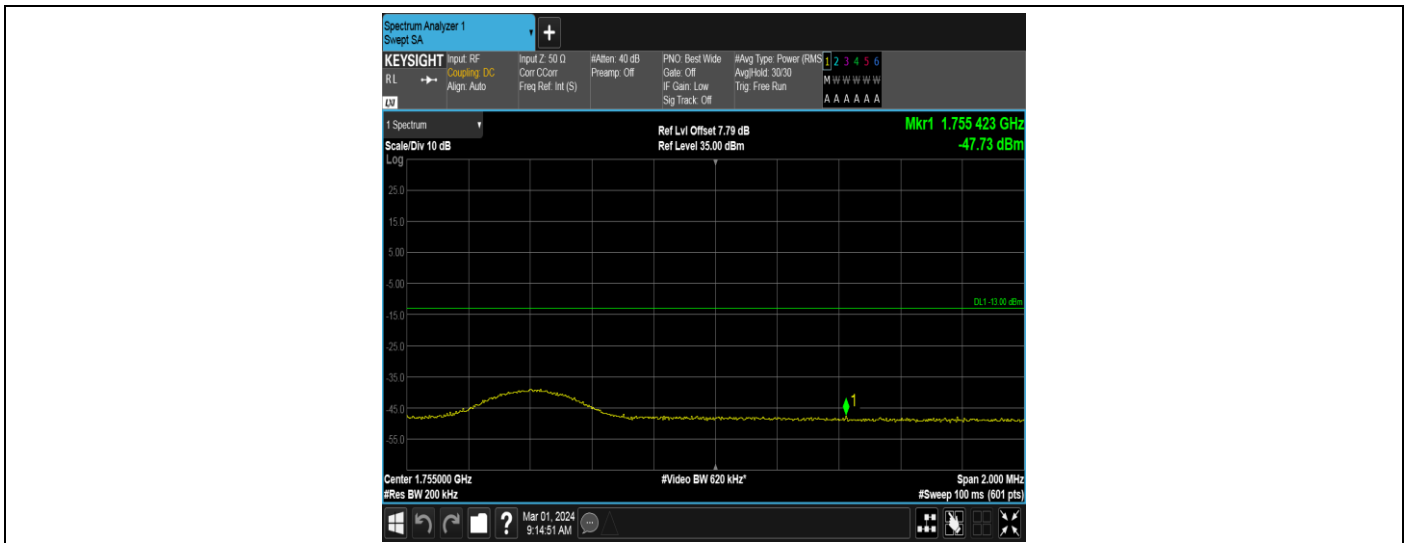 Spectrum Analyzer 1
Swept SA
+
KEYSIGHT Input: RF Input Z: 50 Ω #Atten: 40 dB PNO: Best Wide #Avg Type: Power (RMS 1 2 3 4 5 6
RL Coupling: DC Corr CCorr Preamp: Off Gate: Off Avg|Hold: 30/30 M W W W W W
Align: Auto Freq Ref: Int (S) IF Gain: Low Trig: Free Run
LXI Sig Track: Off A A A A A A
1 Spectrum Ref Lvl Offset 7.79 dB Mkr1 1.755 423 GHz
Scale/Div 10 dB Ref Level 35.00 dBm -47.73 dBm
Log
25.0
15.0
5.00
-5.00
DL1 -13.00 dBm
-15.0
-25.0
-35.0
1
-45.0
-55.0
Center 1.755000 GHz #Video BW 620 kHz* Span 2.000 MHz
#Res BW 200 kHz #Sweep 100 ms (601 pts)
? Mar 01, 2024
9:14:51 AM